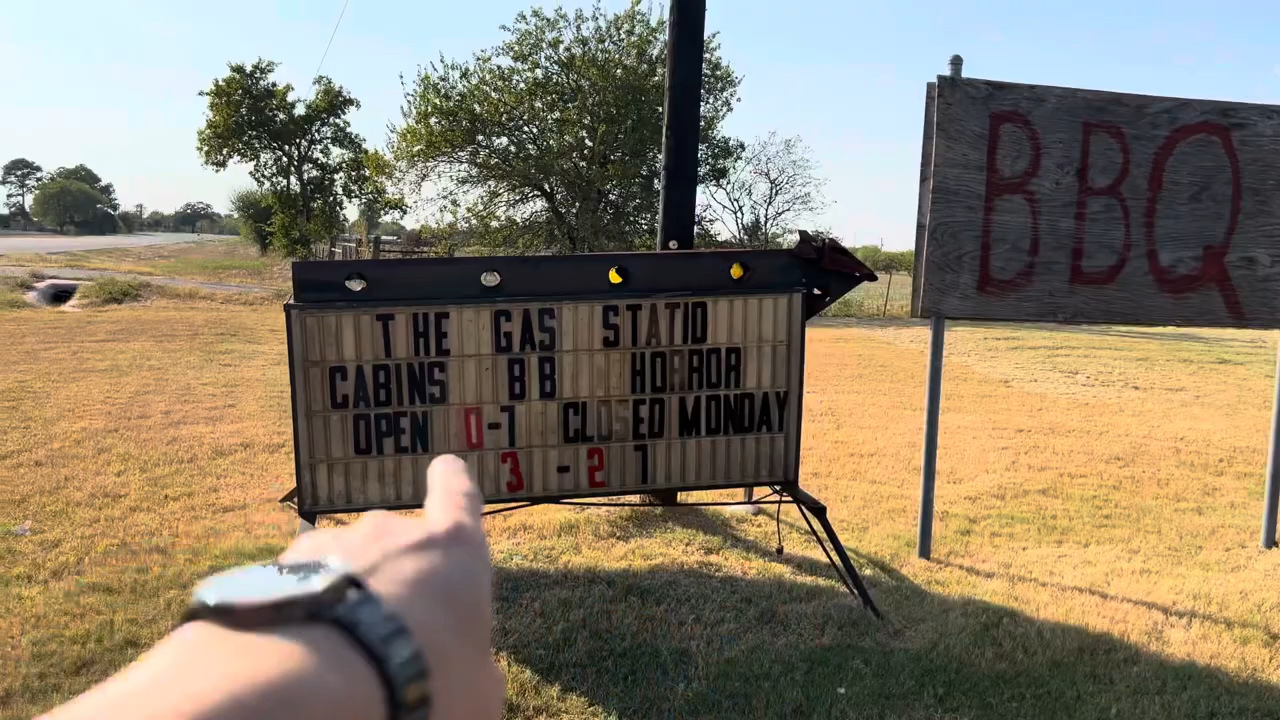 THE GAS STATIO
CABINS BB HORROR
OPEN 0-7 CLOSED MONDAY
3 - 2 7
BBQ